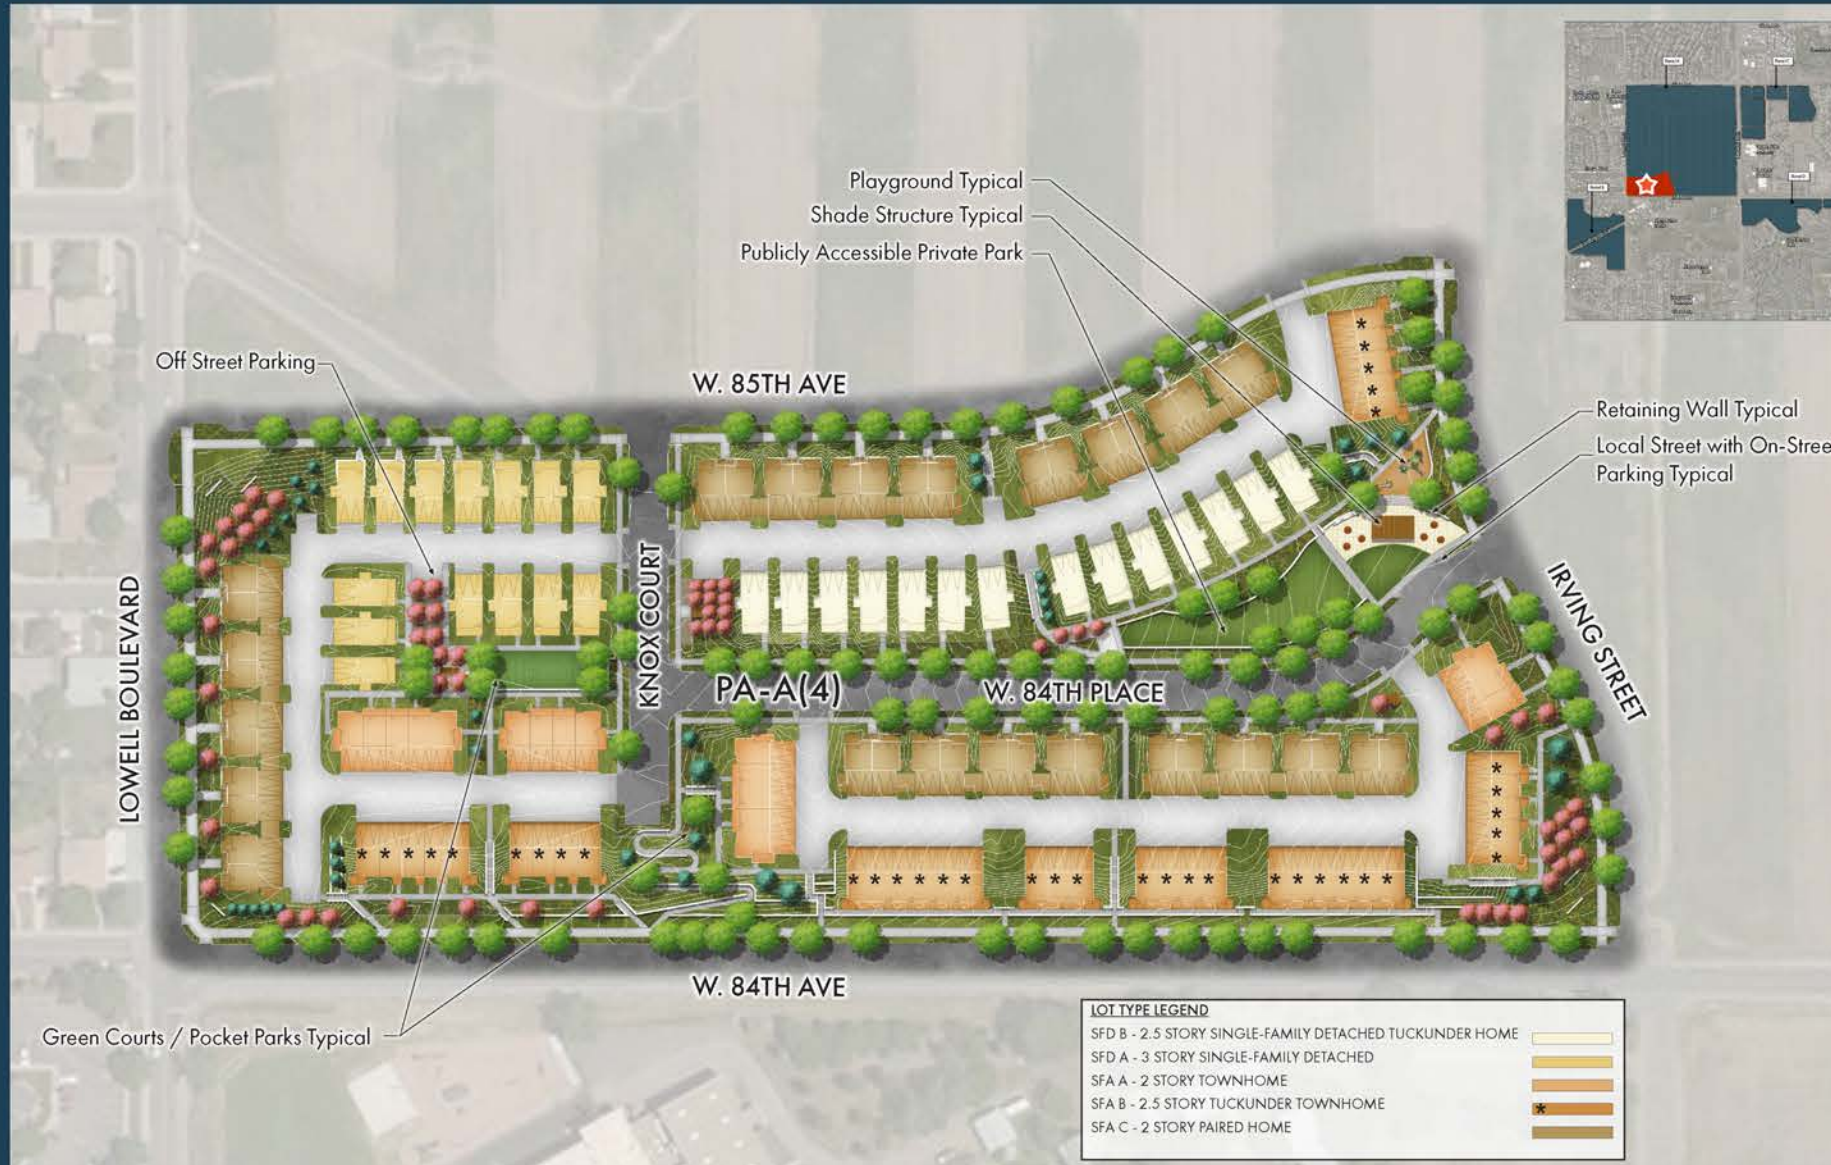 Playground Typical
Shade Structure Typical
Publicly Accessible Private Park
Off Street Parking
W. 85TH AVE
Retaining Wall Typical
Local Street with On-Stree
Parking Typical
KNOX COURT
LOWELL BOULEVARD
IRVING STREET
PA-A(4)
W. 84TH PLACE
* * * * *
* * * * *
* * * * *
* * * *
* * * * * *
* * *
* * * *
* * * * * *
W. 84TH AVE
Green Courts / Pocket Parks Typical
LOT TYPE LEGEND
SFD B - 2.5 STORY SINGLE-FAMILY DETACHED TUCKUNDER HOME
SFD A - 3 STORY SINGLE-FAMILY DETACHED
SFA A - 2 STORY TOWNHOME
SFA B - 2.5 STORY TUCKUNDER TOWNHOME *
SFA C - 2 STORY PAIRED HOME